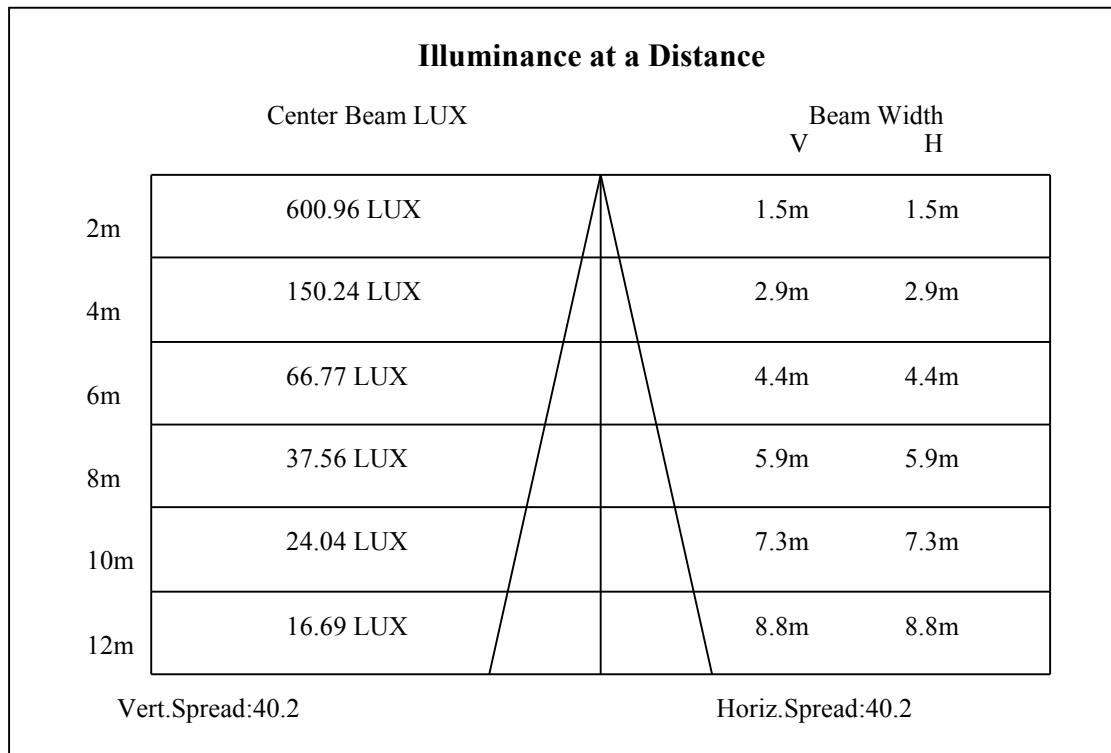 Illuminance at a Distance
Center Beam LUX Beam Width
V H
2m 600.96 LUX 1.5m 1.5m
4m 150.24 LUX 2.9m 2.9m
6m 66.77 LUX 4.4m 4.4m
8m 37.56 LUX 5.9m 5.9m
10m 24.04 LUX 7.3m 7.3m
12m 16.69 LUX 8.8m 8.8m
Vert.Spread:40.2 Horiz.Spread:40.2